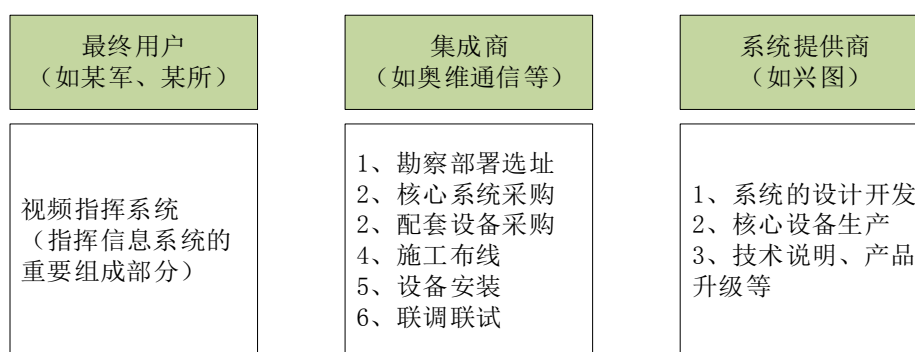 最终用户
（如某军、某所）
集成商
（如奥维通信等）
系统提供商
（如兴图）
视频指挥系统
（指挥信息系统的
重要组成部分）
1、勘察部署选址
2、核心系统采购
2、配套设备采购
4、施工布线
5、设备安装
6、联调联试
1、系统的设计开发
2、核心设备生产
3、技术说明、产品
升级等